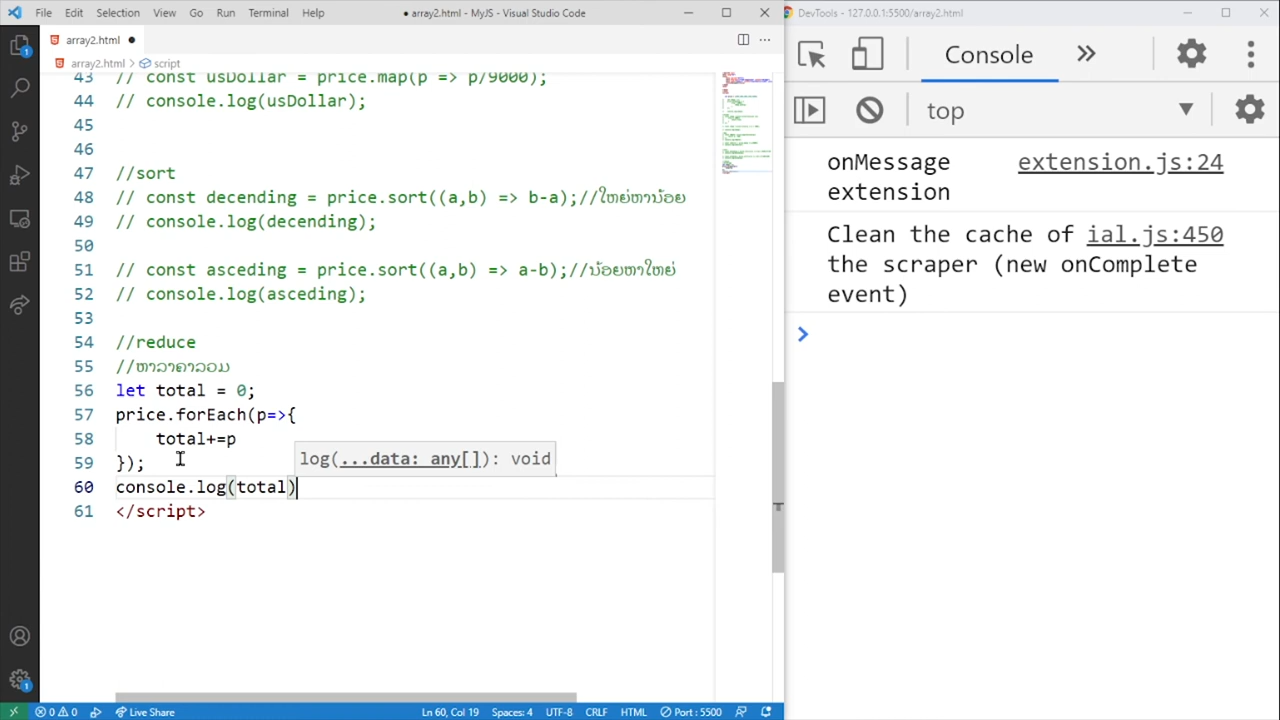 File Edit Selection View Go Run Terminal Help
● array2.html - MyJS - Visual Studio Code
array2.html ●
array2.html > script
43 // const usDollar = price.map(p => p/9000);
44 // console.log(usDollar);
45
46
47 //sort
48 // const decending = price.sort((a,b) => b-a);//ໃຫຍ່ຫານ້ອຍ
49 // console.log(decending);
50
51 // const asceding = price.sort((a,b) => a-b);//ນ້ອຍຫາໃຫຍ່
52 // console.log(asceding);
53
54 //reduce
55 //ຫາລາຄາລວມ
56 let total = 0;
57 price.forEach(p=>{
58 total+=p
59 });
log(...data: any[]): void
60 console.log(total)
61 </script>
0 0 Live Share Ln 60, Col 19 Spaces: 4 UTF-8 CRLF HTML Port : 5500
DevTools - 127.0.0.1:5500/array2.html
Console
top
onMessage extension.js:24
extension
Clean the cache of ial.js:450
the scraper (new onComplete
event)